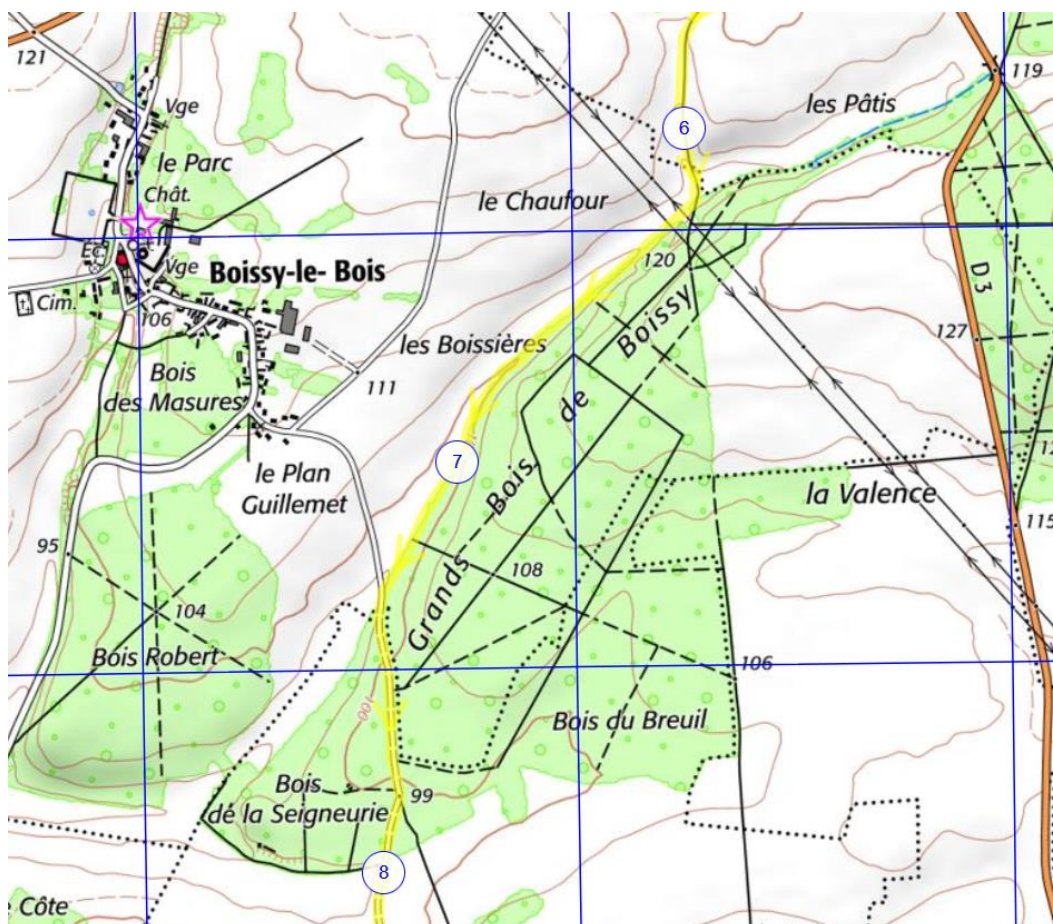 121
Vge
le Parc
Chât.
6
les Pâtis
119
le Chaufour
Vge
Boissy-le-Bois
Cim.
106
120
D3
127
les Boissières
111
Bois
des Masures
7
le Plan
Guillemet
Grands Bois de Boissy
la Valence
115
95
104
108
Bois Robert
106
100
Bois du Breuil
Bois
de la Seigneurie
99
8
Côte